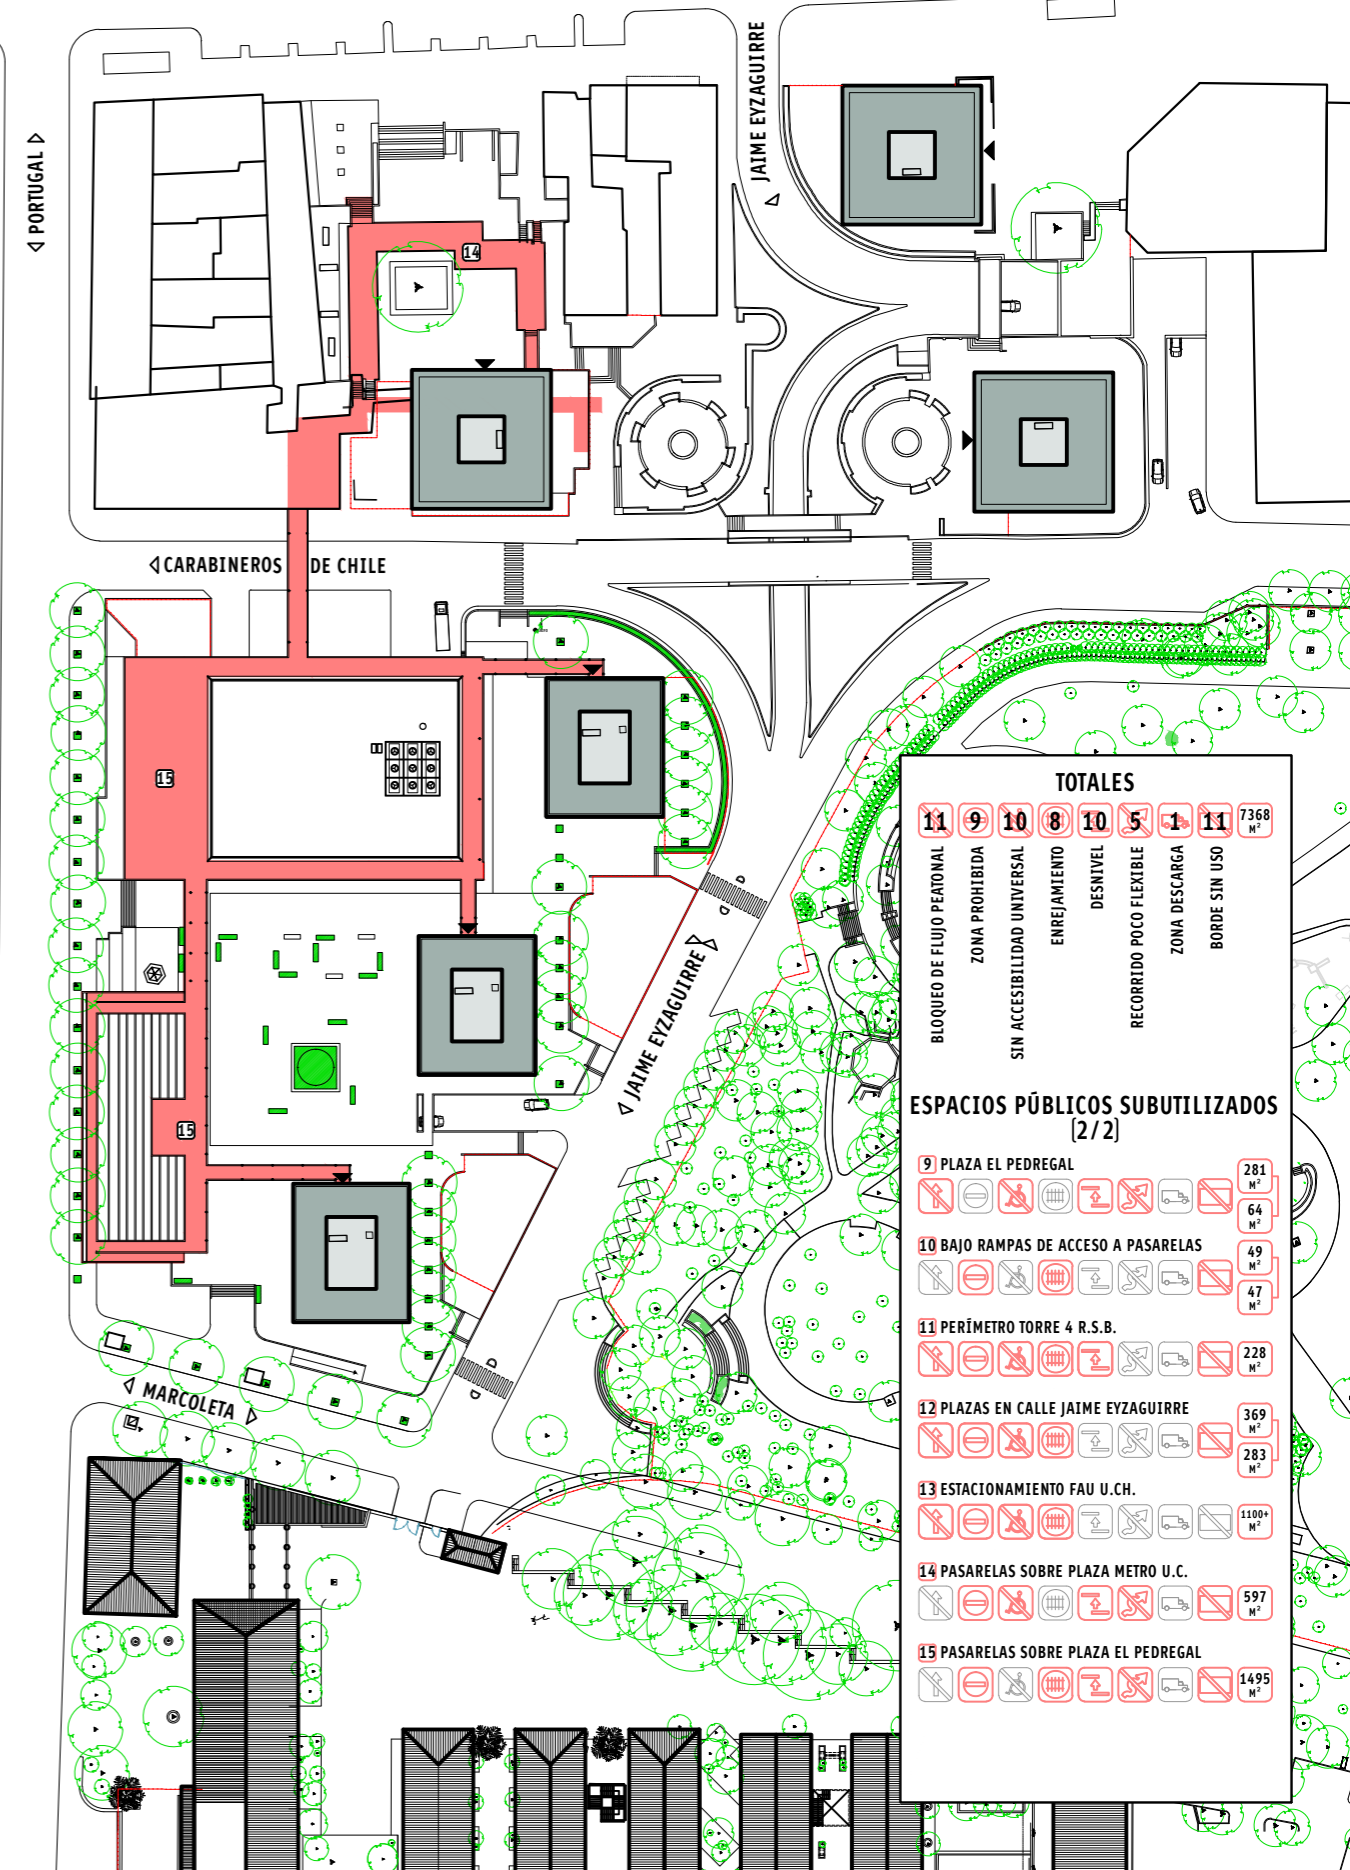 ◁ PORTUGAL ▷
JAIME EYZAGUIRRE
14
◁ CARABINEROS DE CHILE
15
◁ JAIME EYZAGUIRRE
15
◁ MARCOLETA ▷
TOTALES
11 9 10 8 10 5 1 11 7368 M²
BLOQUEO DE FLUJO PEATONAL
ZONA PROHIBIDA
SIN ACCESIBILIDAD UNIVERSAL
ENREJAMIENTO
DESNIVEL
RECORRIDO POCO FLEXIBLE
ZONA DESCARGA
BORDE SIN USO
ESPACIOS PÚBLICOS SUBUTILIZADOS
[2/2]
9 PLAZA EL PEDREGAL
281 M²
64 M²
10 BAJO RAMPAS DE ACCESO A PASARELAS
49 M²
47 M²
11 PERÍMETRO TORRE 4 R.S.B.
228 M²
12 PLAZAS EN CALLE JAIME EYZAGUIRRE
369 M²
283 M²
13 ESTACIONAMIENTO FAU U.CH.
1100+ M²
14 PASARELAS SOBRE PLAZA METRO U.C.
597 M²
15 PASARELAS SOBRE PLAZA EL PEDREGAL
1495 M²